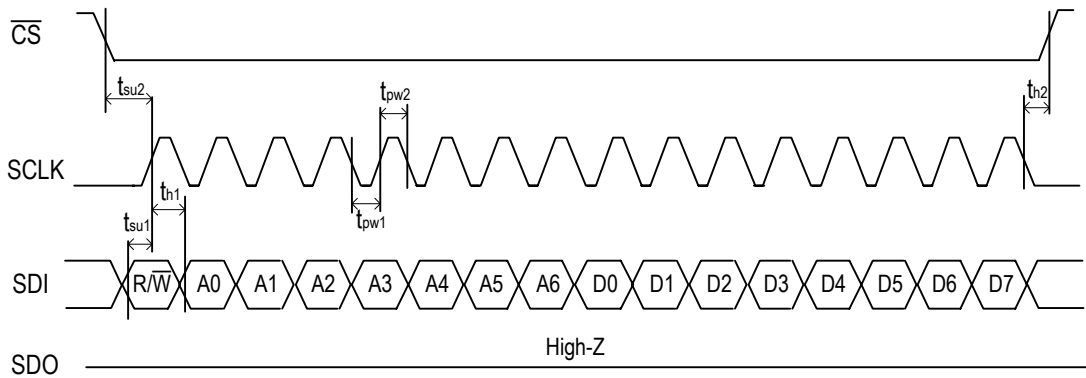 C̅S̅
tsu2
tpw2
th2
SCLK
th1
tsu1
tpw1
SDI
R/W̅ A0 A1 A2 A3 A4 A5 A6 D0 D1 D2 D3 D4 D5 D6 D7
High-Z
SDO